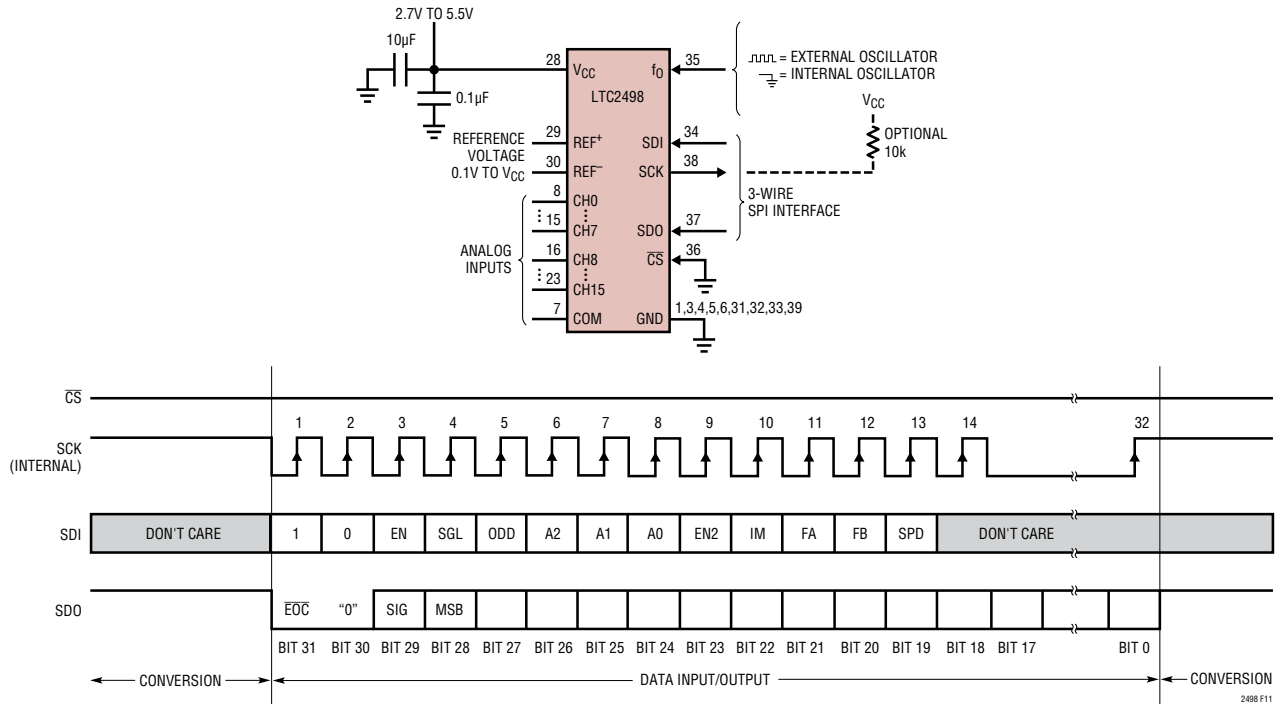 2.7V TO 5.5V
10µF
0.1µF
28
VCC
fO
35
= EXTERNAL OSCILLATOR
= INTERNAL OSCILLATOR
LTC2498
VCC
OPTIONAL
10k
REFERENCE
VOLTAGE
0.1V TO VCC
29
REF+
30
REF–
SDI
34
SCK
38
3-WIRE
SPI INTERFACE
ANALOG
INPUTS
8
CH0
15
CH7
16
CH8
23
CH15
7
COM
SDO
37
CS
36
GND
1,3,4,5,6,31,32,33,39
CS
SCK
(INTERNAL)
1 2 3 4 5 6 7 8 9 10 11 12 13 14 32
SDI
DON'T CARE 1 0 EN SGL ODD A2 A1 A0 EN2 IM FA FB SPD DON'T CARE
SDO
EOC “0” SIG MSB
BIT 31 BIT 30 BIT 29 BIT 28 BIT 27 BIT 26 BIT 25 BIT 24 BIT 23 BIT 22 BIT 21 BIT 20 BIT 19 BIT 18 BIT 17 BIT 0
CONVERSION DATA INPUT/OUTPUT CONVERSION
2498 F11